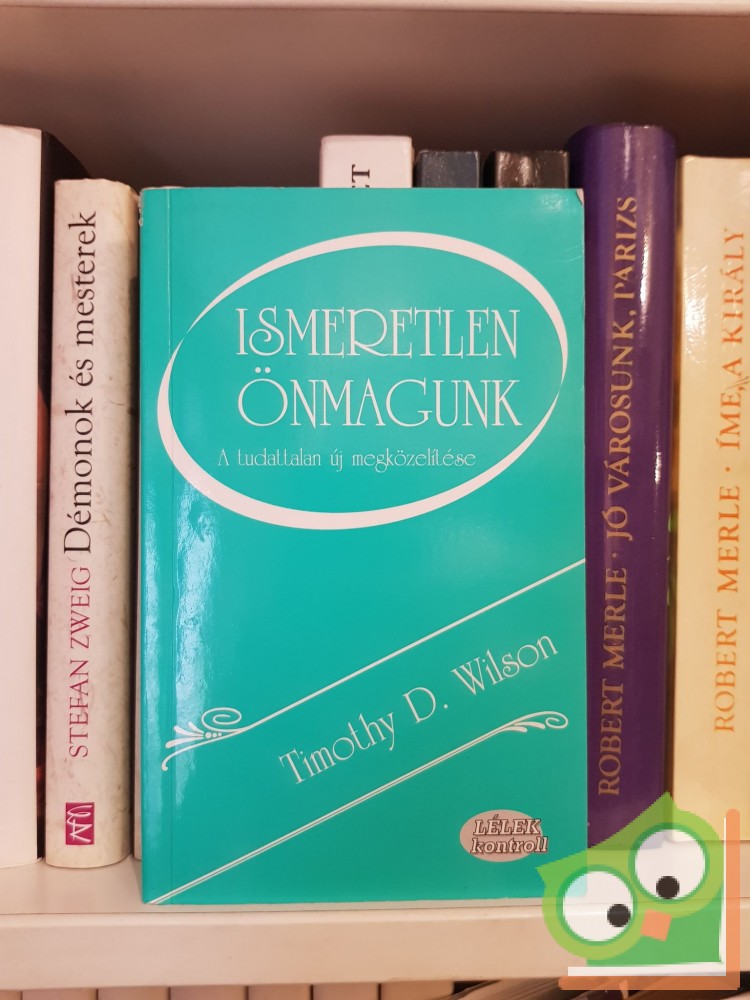 ISMERETLEN
ÖNMAGUNK
A tudattalan új megközelítése
Timothy D. Wilson
LÉLEK
kontroll
STEFAN ZWEIG Démonok és mesterek
ROBERT MERLE · JÓ VÁROSUNK, PÁRIZS
ROBERT MERLE · ÍME, A KIRÁLY